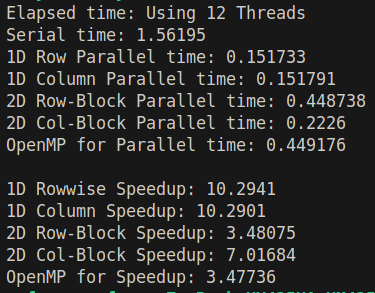 Elapsed time: Using 12 Threads
Serial time: 1.56195
1D Row Parallel time: 0.151733
1D Column Parallel time: 0.151791
2D Row-Block Parallel time: 0.448738
2D Col-Block Parallel time: 0.2226
OpenMP for Parallel time: 0.449176
1D Rowwise Speedup: 10.2941
1D Column Speedup: 10.2901
2D Row-Block Speedup: 3.48075
2D Col-Block Speedup: 7.01684
OpenMP for Speedup: 3.47736